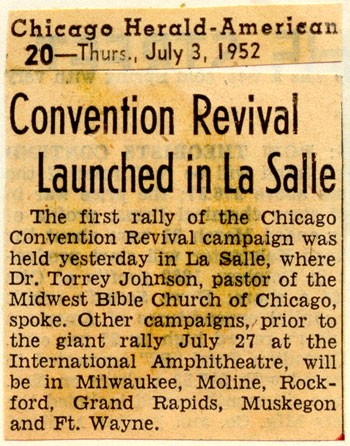 Chicago Herald-American
20—Thurs., July 3, 1952
Convention Revival
Launched in La Salle
The first rally of the Chicago
Convention Revival campaign was
held yesterday in La Salle, where
Dr. Torrey Johnson, pastor of the
Midwest Bible Church of Chicago,
spoke. Other campaigns, prior to
the giant rally July 27 at the
International Amphitheatre, will
be in Milwaukee, Moline, Rock-
ford, Grand Rapids, Muskegon
and Ft. Wayne.